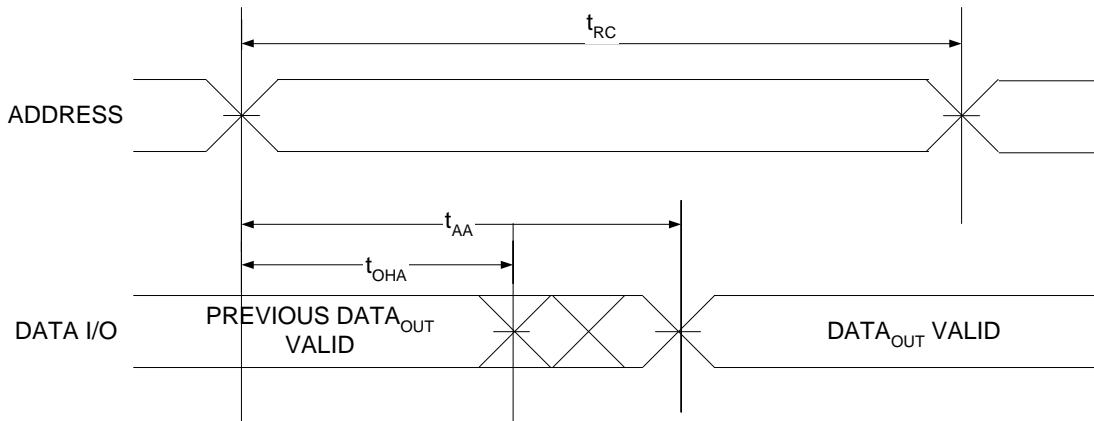 tRC
ADDRESS
tAA
tOHA
DATA I/O
PREVIOUS DATAOUT
VALID
DATAOUT VALID